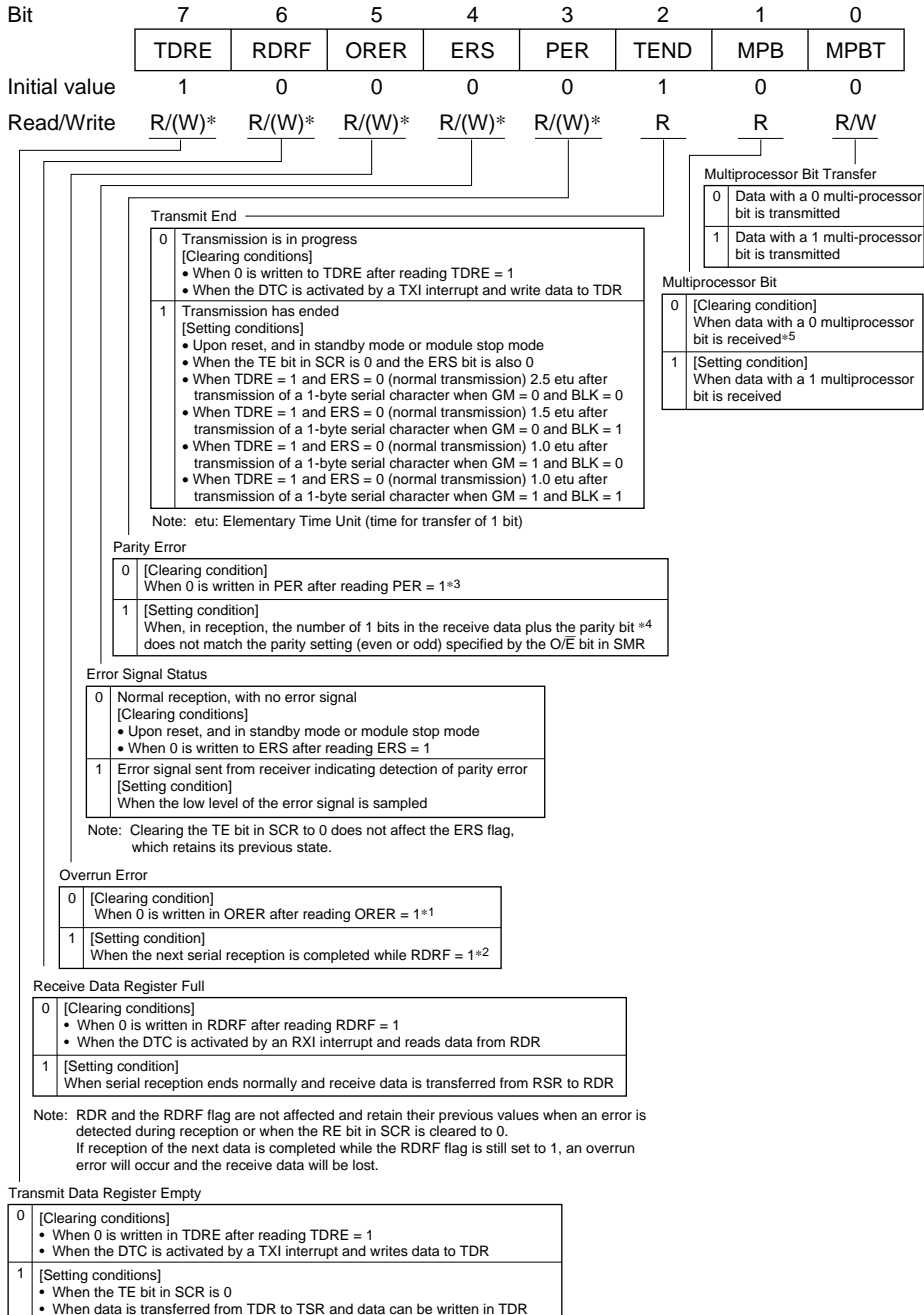 Bit 7 6 5 4 3 2 1 0
TDRE RDRF ORER ERS PER TEND MPB MPBT
Initial value 1 0 0 0 0 1 0 0
Read/Write R/(W)* R/(W)* R/(W)* R/(W)* R/(W)* R R R/W
Multiprocessor Bit Transfer
0 Data with a 0 multi-processor
bit is transmitted
1 Data with a 1 multi-processor
bit is transmitted
Multiprocessor Bit
0 [Clearing condition]
When data with a 0 multiprocessor
bit is received*5
1 [Setting condition]
When data with a 1 multiprocessor
bit is received
Transmit End
0 Transmission is in progress
[Clearing conditions]
• When 0 is written to TDRE after reading TDRE = 1
• When the DTC is activated by a TXI interrupt and write data to TDR
1 Transmission has ended
[Setting conditions]
• Upon reset, and in standby mode or module stop mode
• When the TE bit in SCR is 0 and the ERS bit is also 0
• When TDRE = 1 and ERS = 0 (normal transmission) 2.5 etu after
transmission of a 1-byte serial character when GM = 0 and BLK = 0
• When TDRE = 1 and ERS = 0 (normal transmission) 1.5 etu after
transmission of a 1-byte serial character when GM = 0 and BLK = 1
• When TDRE = 1 and ERS = 0 (normal transmission) 1.0 etu after
transmission of a 1-byte serial character when GM = 1 and BLK = 0
• When TDRE = 1 and ERS = 0 (normal transmission) 1.0 etu after
transmission of a 1-byte serial character when GM = 1 and BLK = 1
Note: etu: Elementary Time Unit (time for transfer of 1 bit)
Parity Error
0 [Clearing condition]
When 0 is written in PER after reading PER = 1*3
1 [Setting condition]
When, in reception, the number of 1 bits in the receive data plus the parity bit *4
does not match the parity setting (even or odd) specified by the O/E̅ bit in SMR
Error Signal Status
0 Normal reception, with no error signal
[Clearing conditions]
• Upon reset, and in standby mode or module stop mode
• When 0 is written to ERS after reading ERS = 1
1 Error signal sent from receiver indicating detection of parity error
[Setting condition]
When the low level of the error signal is sampled
Note: Clearing the TE bit in SCR to 0 does not affect the ERS flag,
which retains its previous state.
Overrun Error
0 [Clearing condition]
When 0 is written in ORER after reading ORER = 1*1
1 [Setting condition]
When the next serial reception is completed while RDRF = 1*2
Receive Data Register Full
0 [Clearing conditions]
• When 0 is written in RDRF after reading RDRF = 1
• When the DTC is activated by an RXI interrupt and reads data from RDR
1 [Setting condition]
When serial reception ends normally and receive data is transferred from RSR to RDR
Note: RDR and the RDRF flag are not affected and retain their previous values when an error is
detected during reception or when the RE bit in SCR is cleared to 0.
If reception of the next data is completed while the RDRF flag is still set to 1, an overrun
error will occur and the receive data will be lost.
Transmit Data Register Empty
0 [Clearing conditions]
• When 0 is written in TDRE after reading TDRE = 1
• When the DTC is activated by a TXI interrupt and writes data to TDR
1 [Setting conditions]
• When the TE bit in SCR is 0
• When data is transferred from TDR to TSR and data can be written in TDR